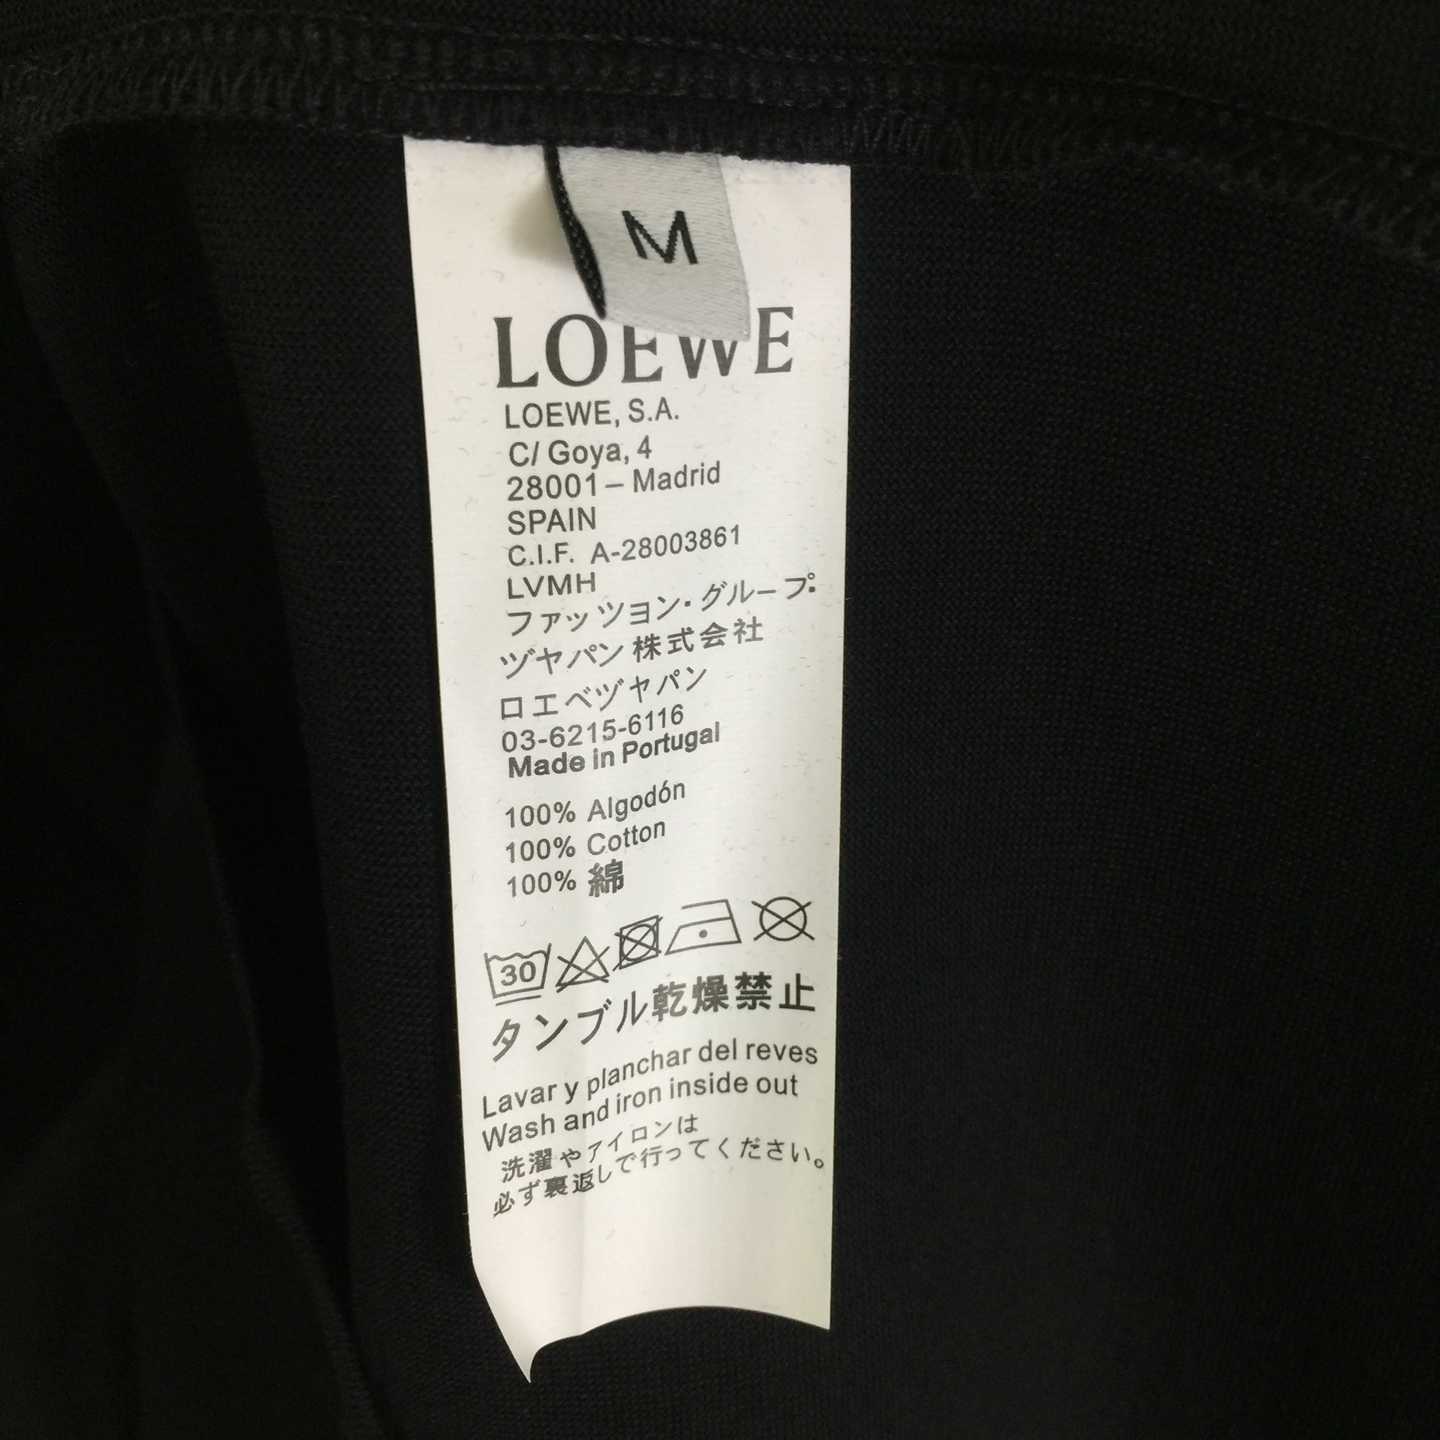 M
LOEWE
LOEWE, S.A.
C/ Goya, 4
28001 – Madrid
SPAIN
C.I.F. A-28003861
LVMH
ファッツョン・グループ・
ヅヤパン 株式会社
ロエベヅヤパン
03-6215-6116
Made in Portugal
100% Algodón
100% Cotton
100% 綿
30
タンブル乾燥禁止
Lavar y planchar del reves
Wash and iron inside out
洗濯やアイロンは
必ず裏返しで行ってください。